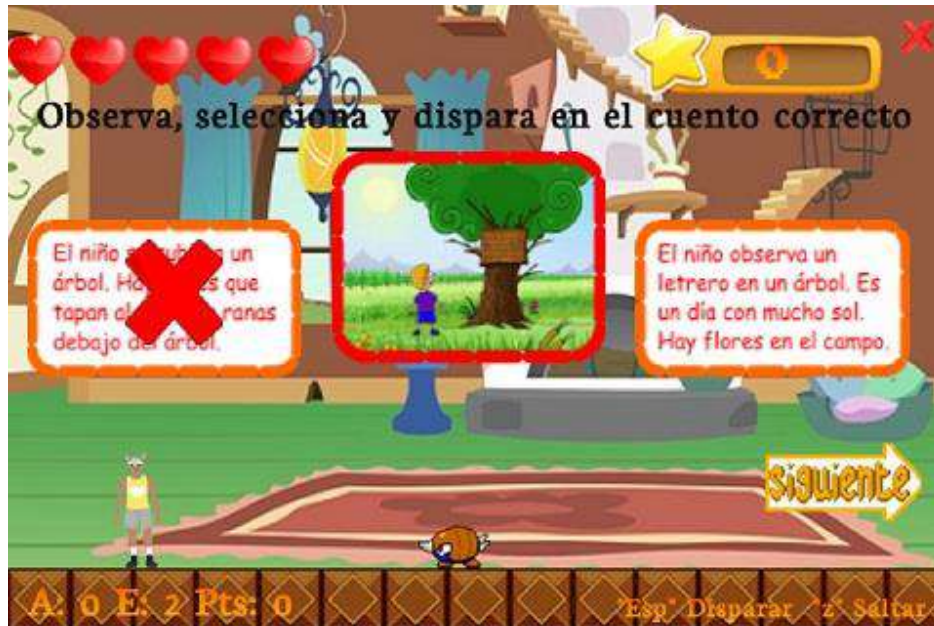 0
Observa, selecciona y dispara en el cuento correcto
El niño un
árbol. que
tapan ranas
debajo del árbol.
El niño observa un
letrero en un árbol. Es
un día con mucho sol.
Hay flores en el campo.
siguiente
A: 0 E: 2 Pts: 0
"Esp" Disparar "z" Saltar